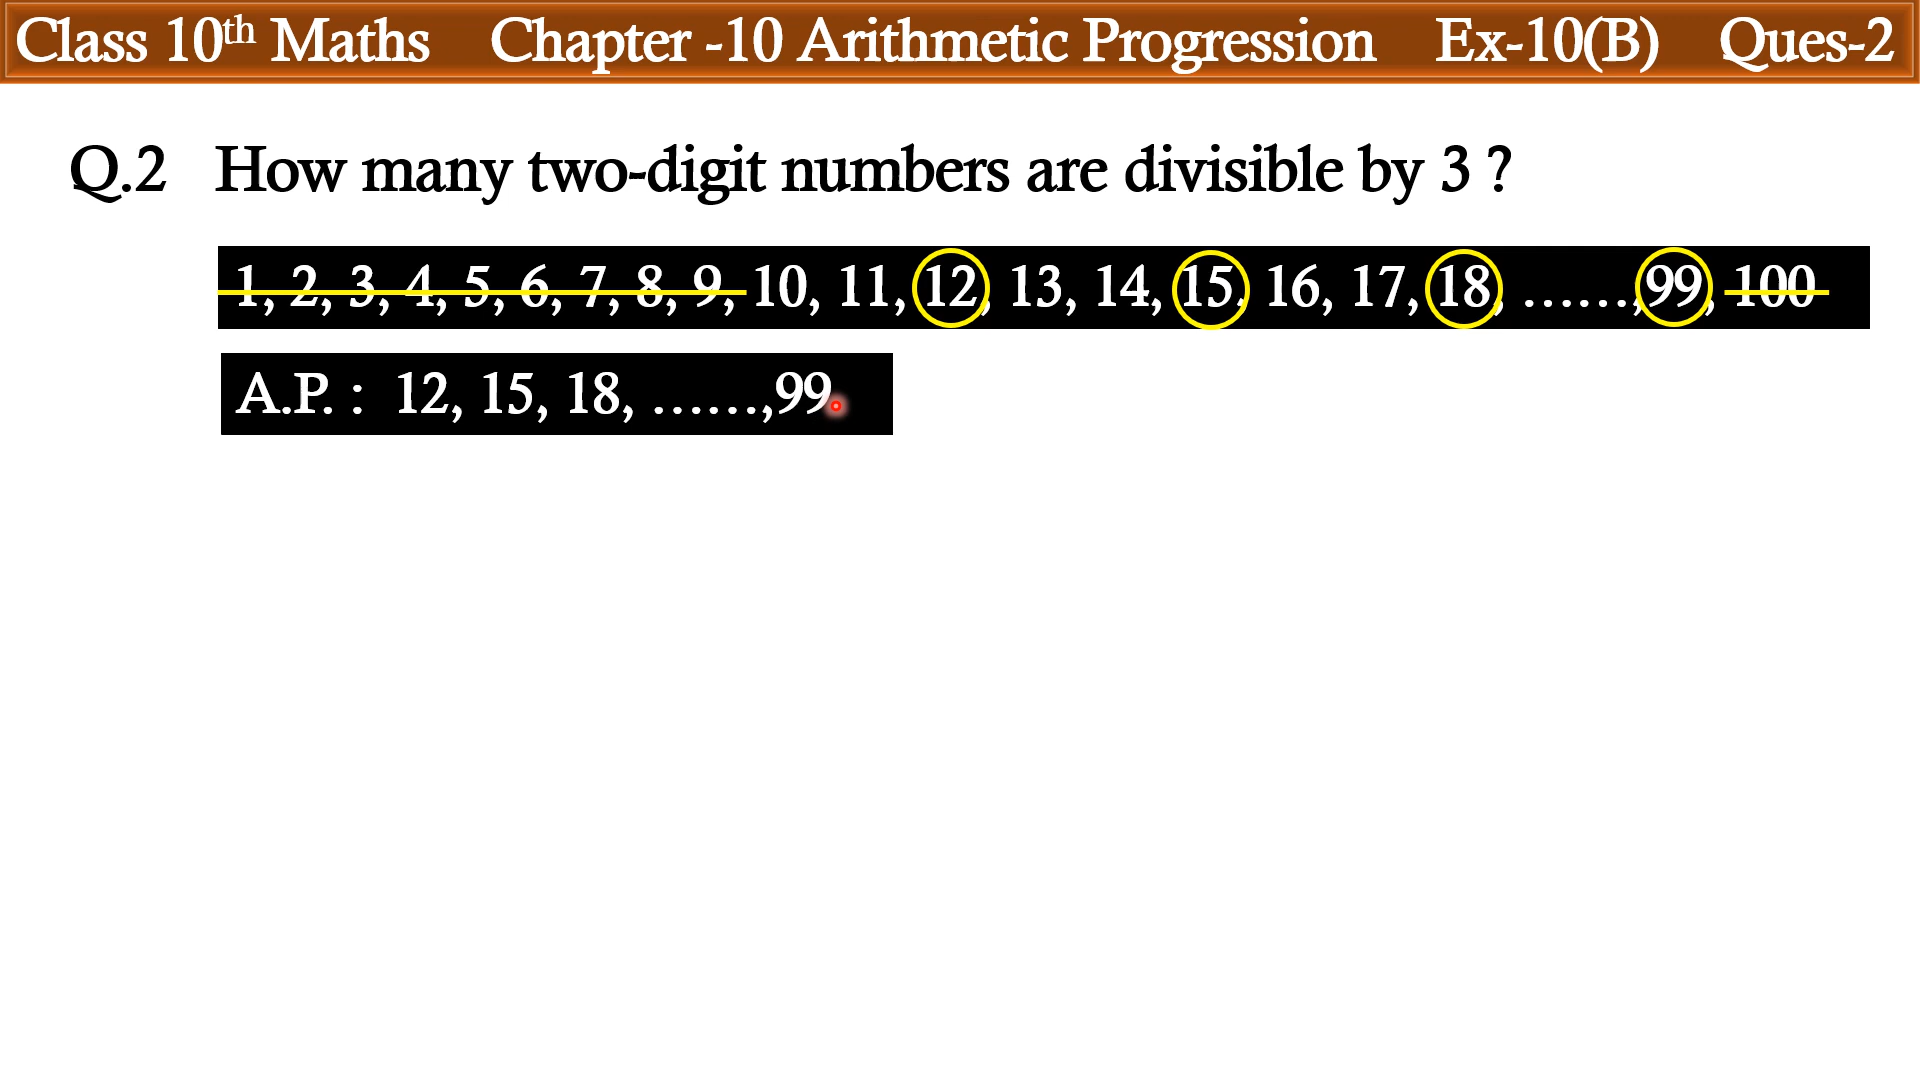 Class 10th Maths Chapter -10 Arithmetic Progression Ex-10(B) Ques-2
Q.2 How many two-digit numbers are divisible by 3 ?
1, 2, 3, 4, 5, 6, 7, 8, 9, 10, 11, 12, 13, 14, 15, 16, 17, 18, ......,99, 100
A.P. : 12, 15, 18, ......,99